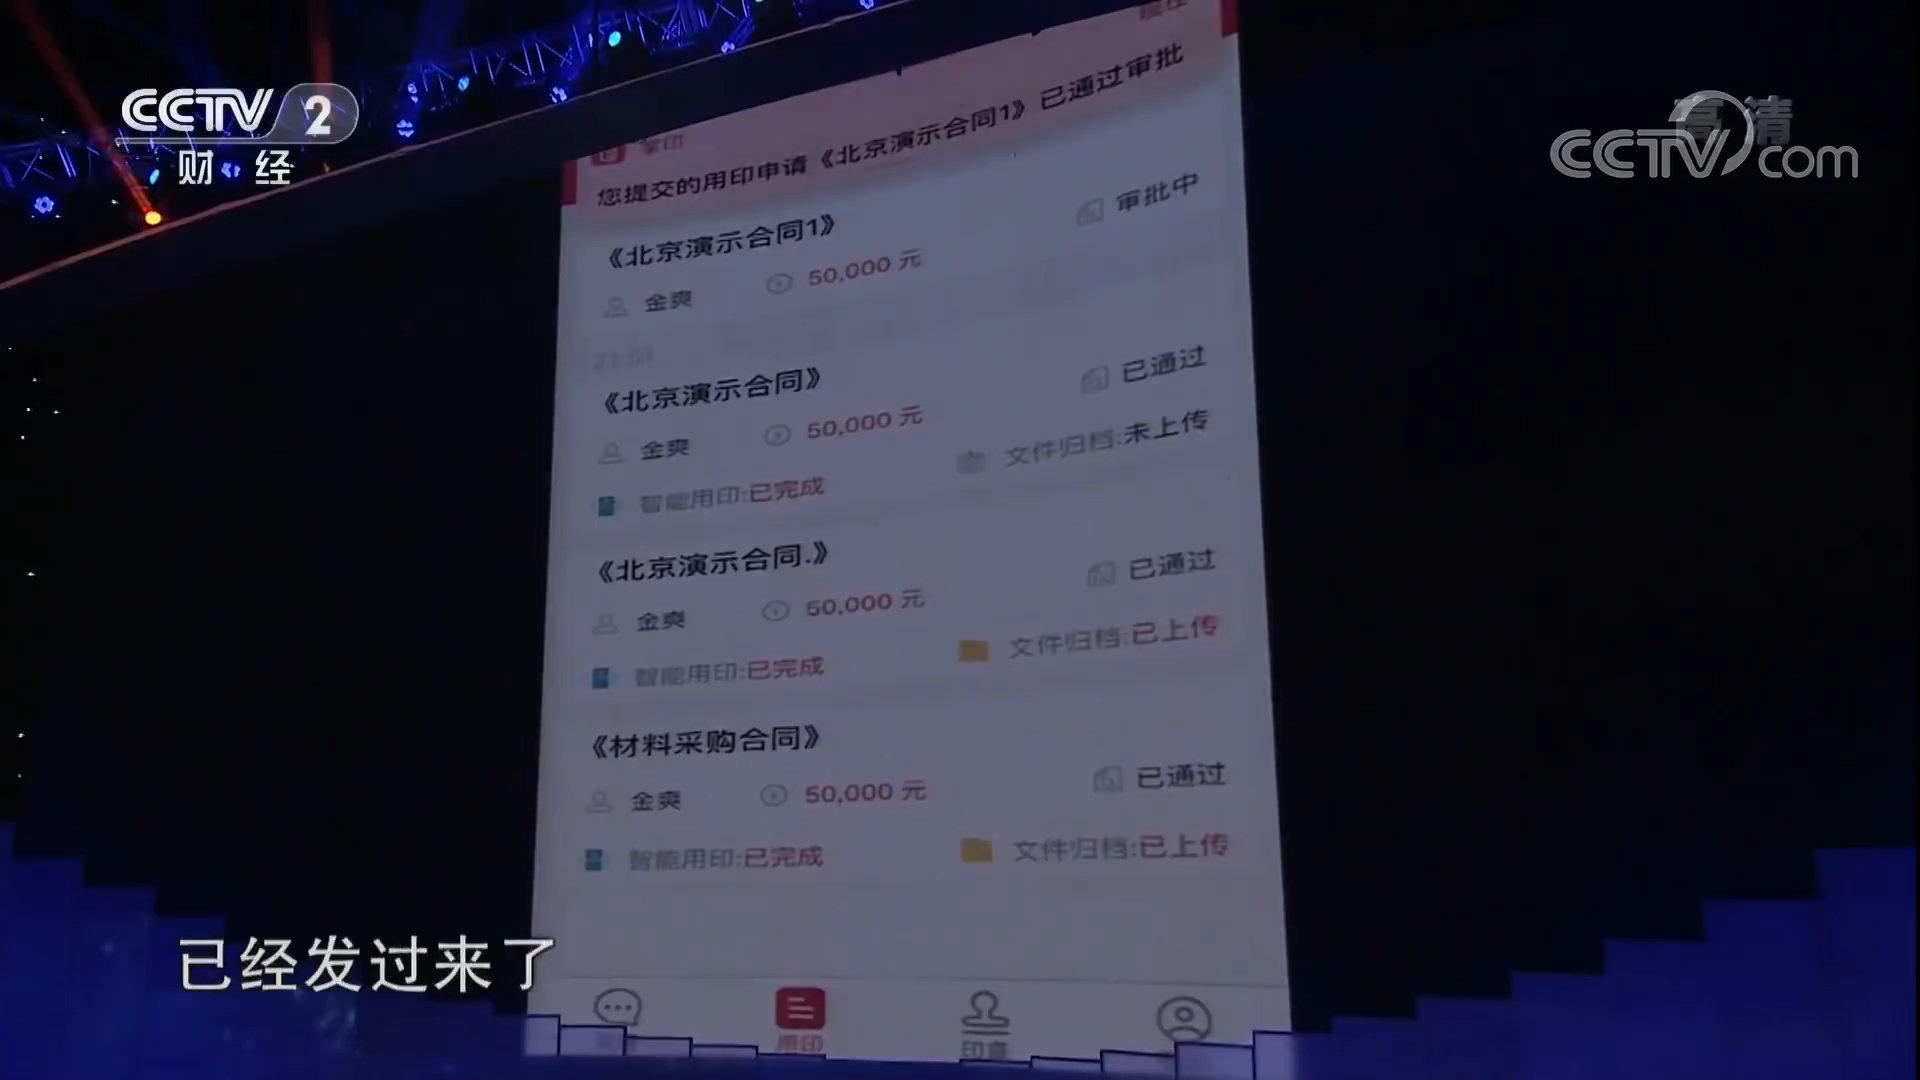 CCTV 2
财经
高清
CCTV.com
现在
掌印
您提交的用印申请《北京演示合同1》已通过审批
《北京演示合同1》
审批中
金爽
50,000 元
《北京演示合同》
已通过
金爽
50,000 元
文件归档:未上传
智能用印:已完成
《北京演示合同.》
已通过
金爽
50,000 元
文件归档:已上传
智能用印:已完成
《材料采购合同》
已通过
金爽
50,000 元
文件归档:已上传
智能用印:已完成
已经发过来了
用印
印章